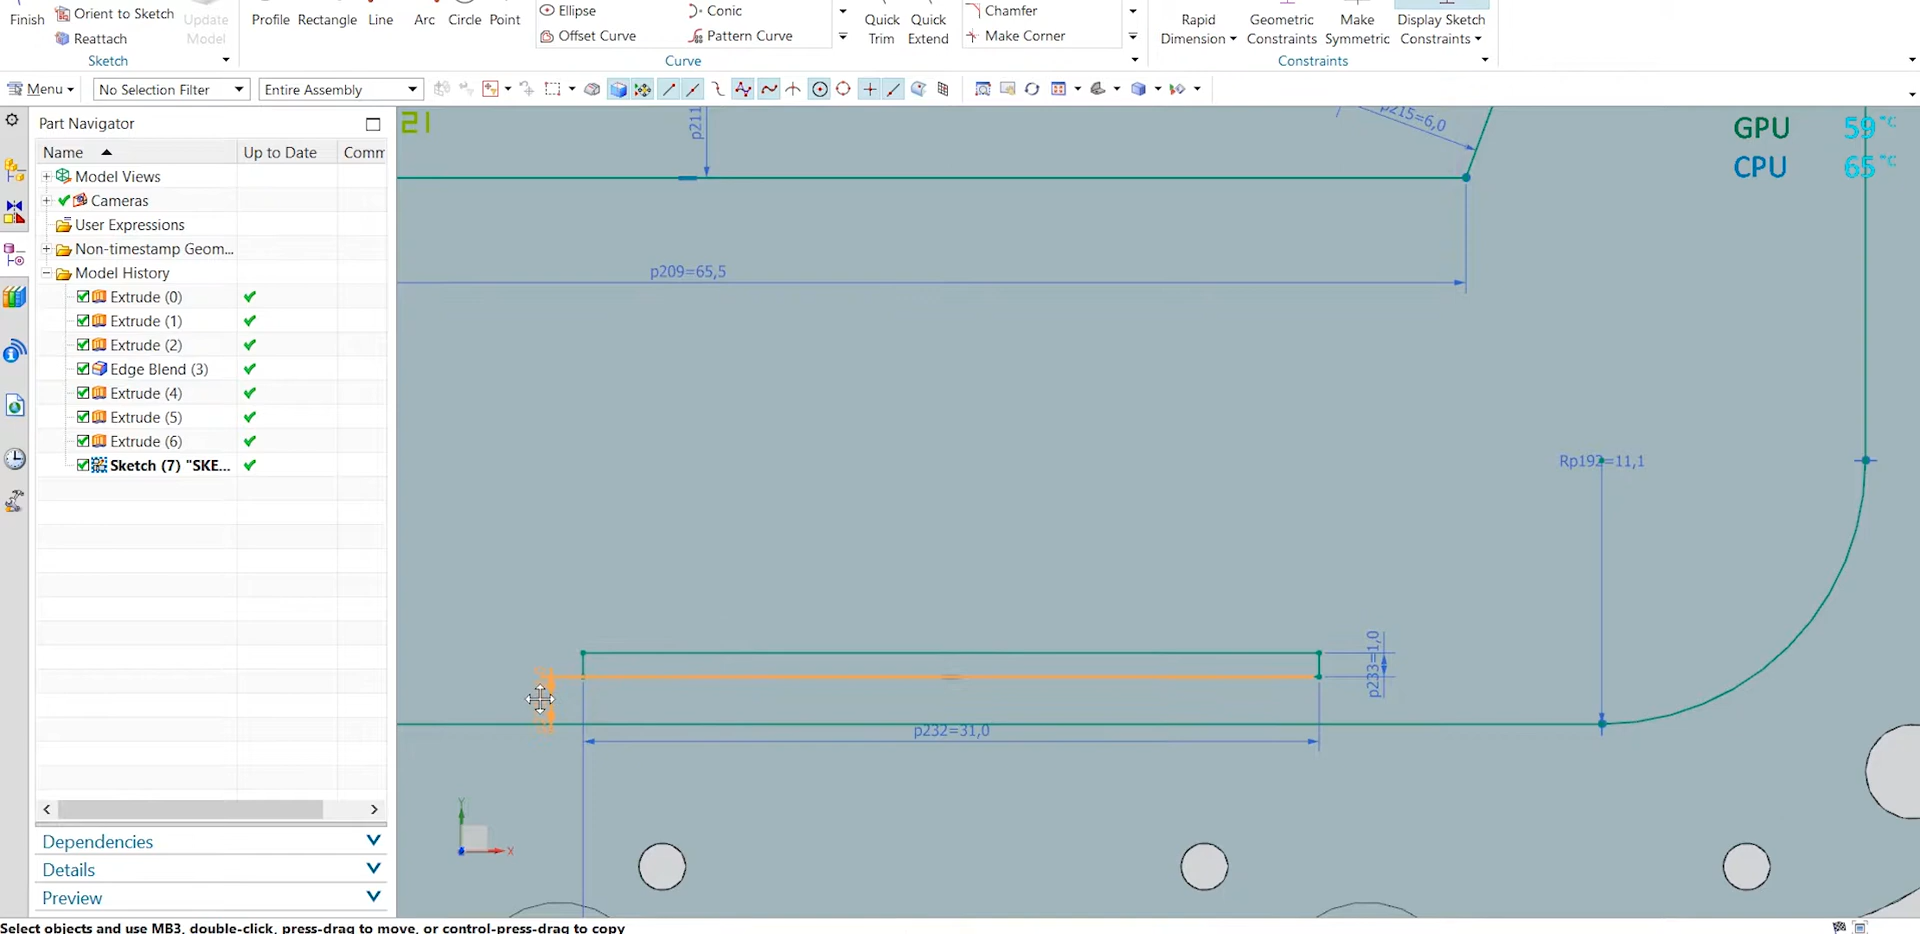 Finish
Orient to Sketch
Reattach
Update
Model
Sketch
Profile
Rectangle
Line
Arc
Circle
Point
Ellipse
Offset Curve
Conic
Pattern Curve
Quick
Trim
Quick
Extend
Chamfer
Make Corner
Curve
Rapid
Dimension
Geometric
Constraints
Make
Symmetric
Display Sketch
Constraints
Constraints
Menu
No Selection Filter
Entire Assembly
Part Navigator
Name
Up to Date
Comm
Model Views
Cameras
User Expressions
Non-timestamp Geom...
Model History
Extrude (0)
Extrude (1)
Extrude (2)
Edge Blend (3)
Extrude (4)
Extrude (5)
Extrude (6)
Sketch (7) "SKE...
Dependencies
Details
Preview
21
p211
p215=6,0
GPU 59 °C
CPU 65 °C
p209=65,5
Rp192=11,1
p233=1,0
p232=31,0
Y
X
Select objects and use MB3, double-click, press-drag to move, or control-press-drag to copy